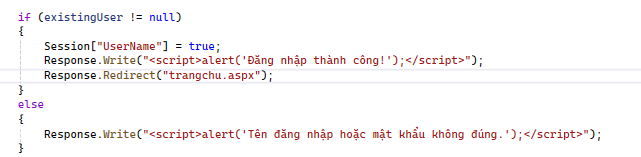 if (existingUser != null)
{
    Session["UserName"] = true;
    Response.Write("<script>alert('Đăng nhập thành công!');</script>");
    Response.Redirect("trangchu.aspx");
}
else
{
    Response.Write("<script>alert('Tên đăng nhập hoặc mật khẩu không đúng.');</script>");
}